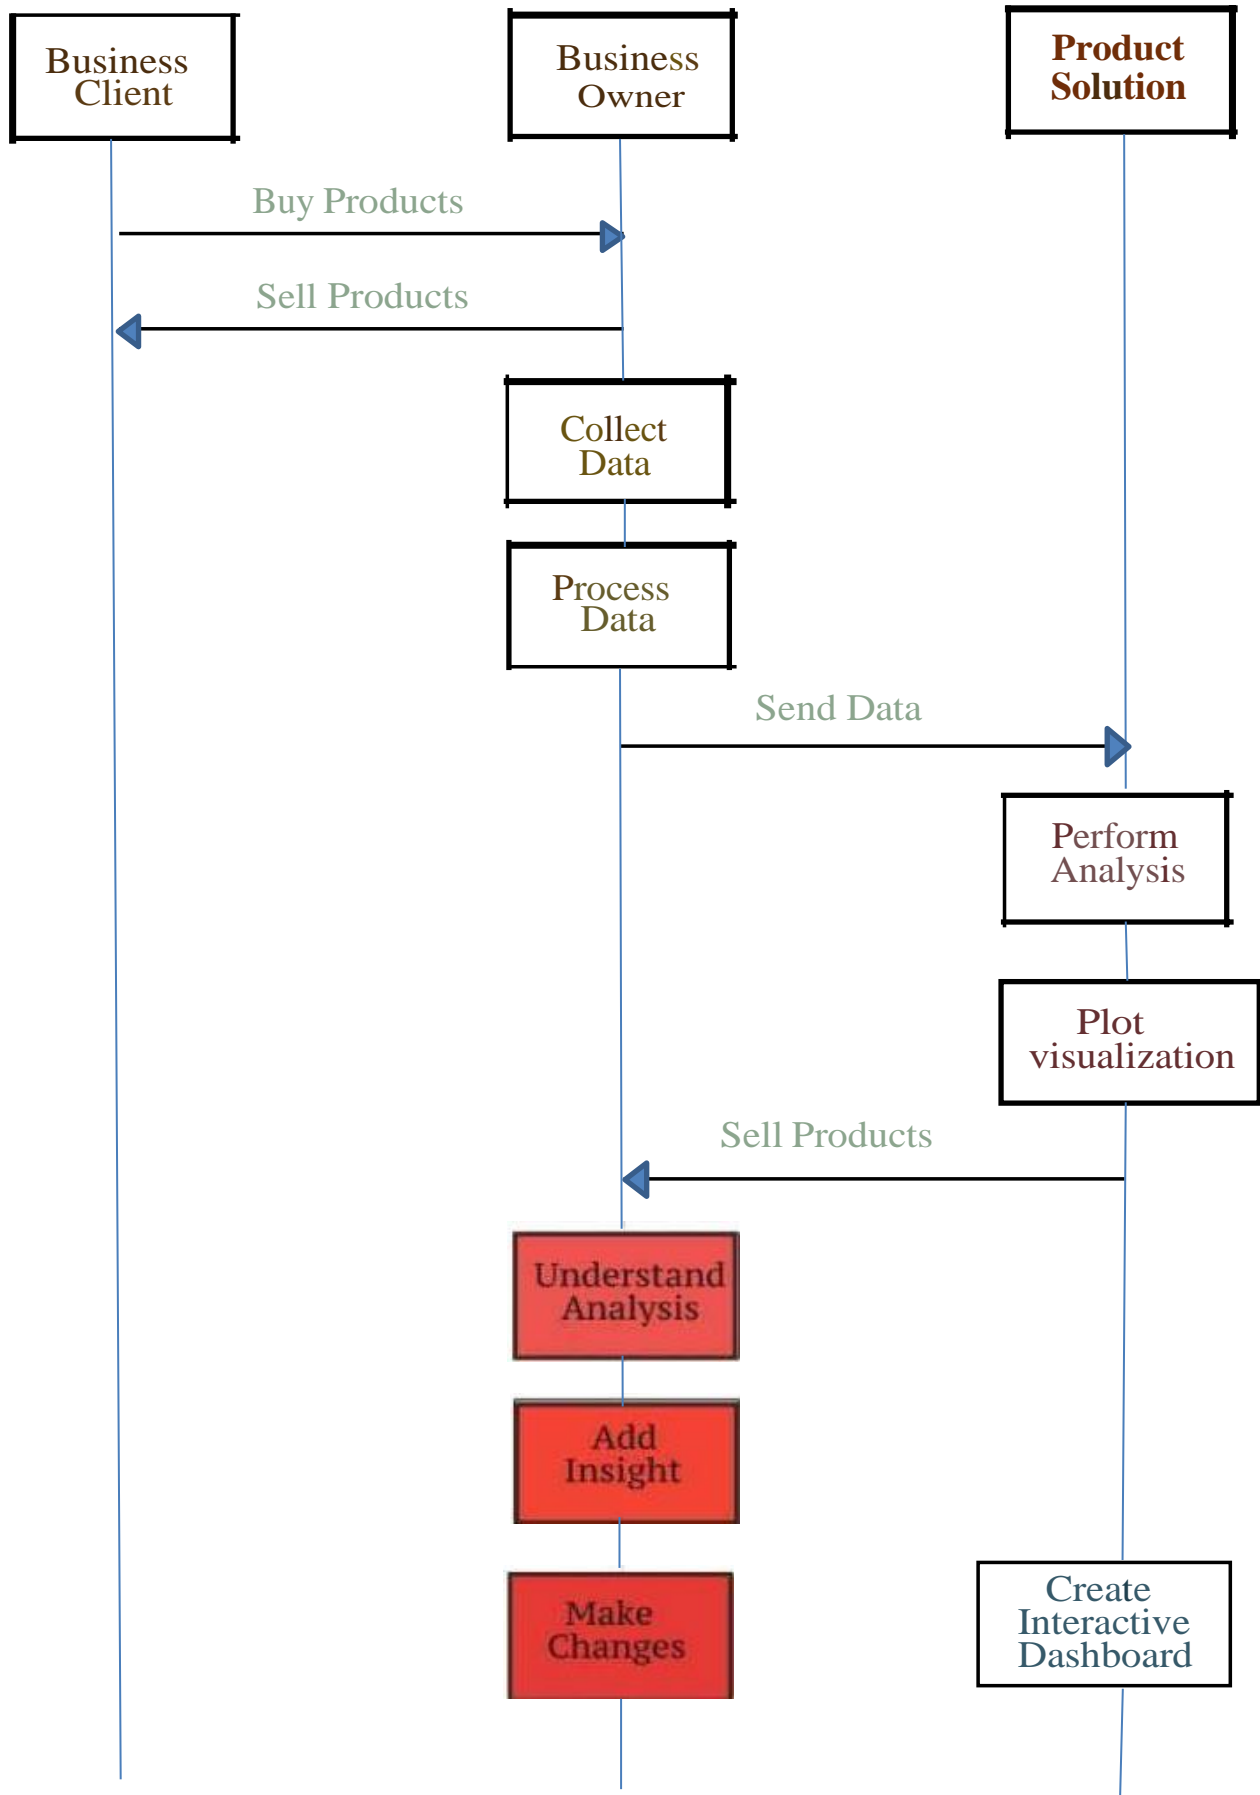 Business
Client
Business
Owner
Product
Solution
Buy Products
Sell Products
Collect
Data
Process
Data
Send Data
Perform
Analysis
Plot
visualization
Sell Products
Understand
Analysis
Add
Insight
Make
Changes
Create
Interactive
Dashboard